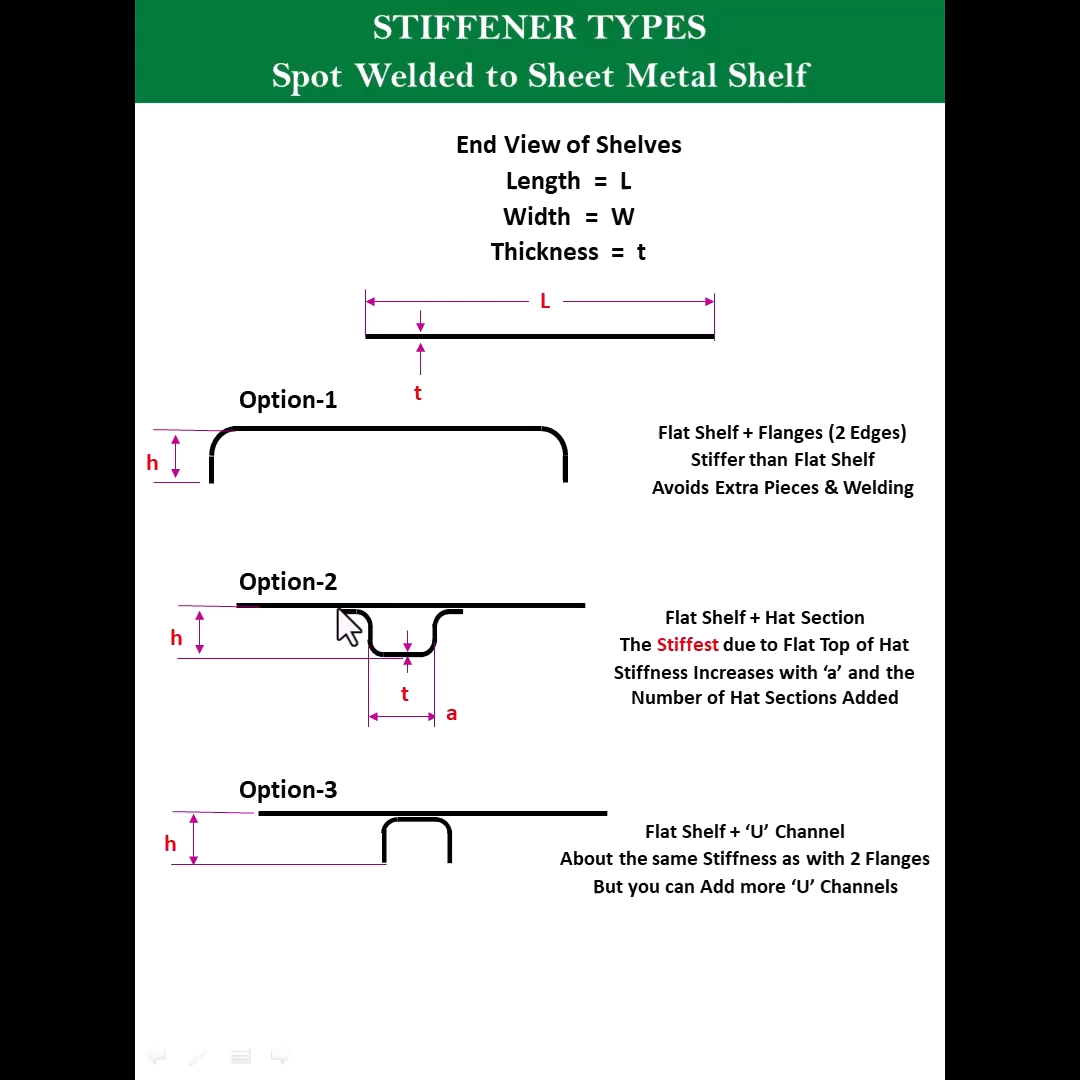 STIFFENER TYPES
Spot Welded to Sheet Metal Shelf
End View of Shelves
Length = L
Width = W
Thickness = t
L
t
Option-1
h
Flat Shelf + Flanges (2 Edges)
Stiffer than Flat Shelf
Avoids Extra Pieces & Welding
Option-2
h
t
a
Flat Shelf + Hat Section
The Stiffest due to Flat Top of Hat
Stiffness Increases with ‘a’ and the
Number of Hat Sections Added
Option-3
h
Flat Shelf + ‘U’ Channel
About the same Stiffness as with 2 Flanges
But you can Add more ‘U’ Channels